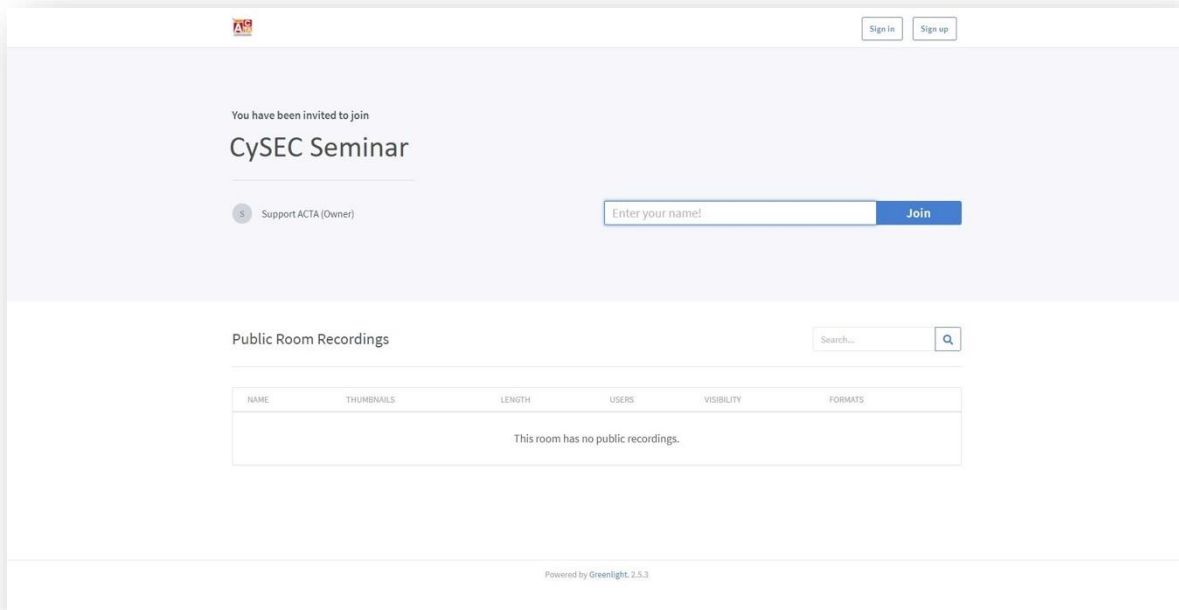 Sign in Sign up
You have been invited to join
CySEC Seminar
S Support ACTA (Owner) Enter your name! Join
Public Room Recordings Search...
NAME THUMBNAILS LENGTH USERS VISIBILITY FORMATS
This room has no public recordings.
Powered by Greenlight. 2.5.3